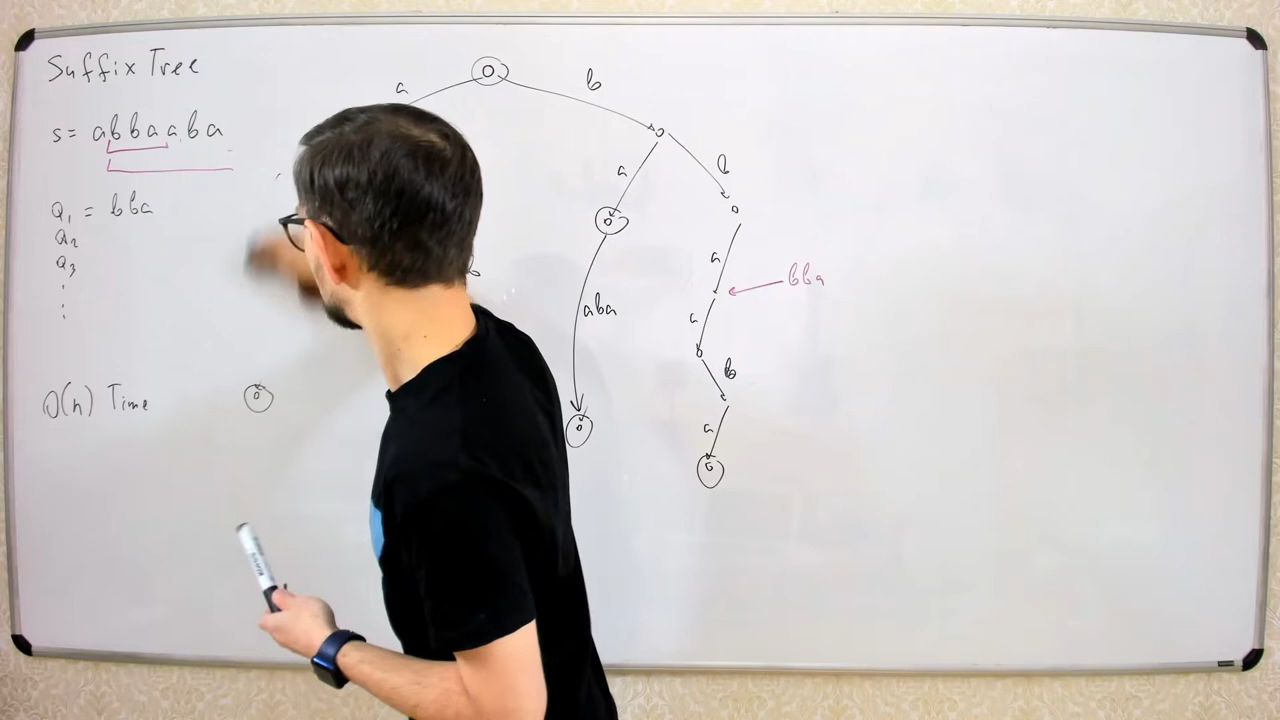 Suffix Tree
s= abbaaba
Q1 = bba
Q2
Q3
⋮
O(n) Time
a
b
a
b
b
aba
a
bba
a
b
a